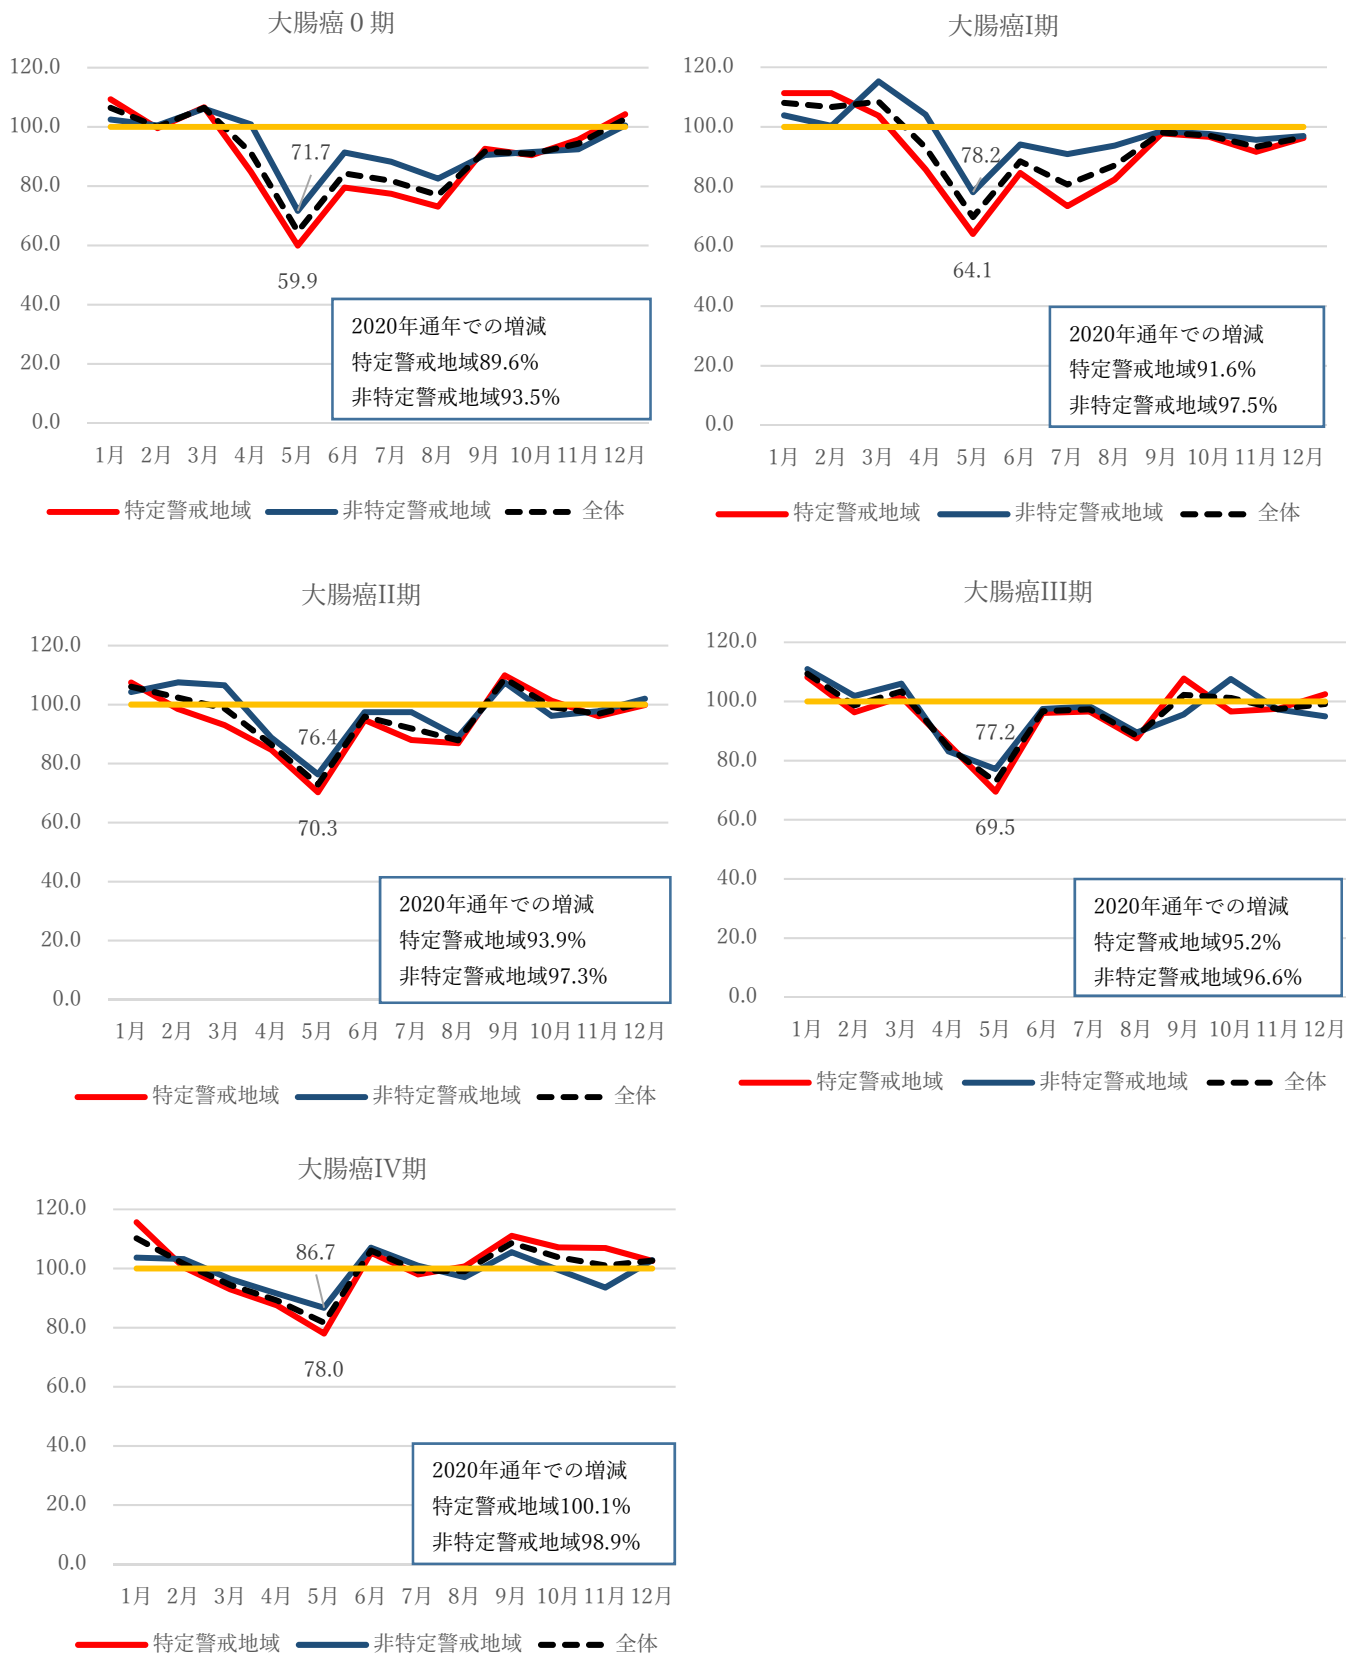 大腸癌０期
120.0
100.0
80.0
60.0
40.0
20.0
0.0
71.7
59.9
2020年通年での増減
特定警戒地域89.6%
非特定警戒地域93.5%
1月 2月 3月 4月 5月 6月 7月 8月 9月 10月 11月 12月
特定警戒地域 非特定警戒地域 全体
大腸癌I期
120.0
100.0
80.0
60.0
40.0
20.0
0.0
78.2
64.1
2020年通年での増減
特定警戒地域91.6%
非特定警戒地域97.5%
1月 2月 3月 4月 5月 6月 7月 8月 9月 10月 11月 12月
特定警戒地域 非特定警戒地域 全体
大腸癌II期
120.0
100.0
80.0
60.0
40.0
20.0
0.0
76.4
70.3
2020年通年での増減
特定警戒地域93.9%
非特定警戒地域97.3%
1月 2月 3月 4月 5月 6月 7月 8月 9月 10月 11月 12月
特定警戒地域 非特定警戒地域 全体
大腸癌III期
120.0
100.0
80.0
60.0
40.0
20.0
0.0
77.2
69.5
2020年通年での増減
特定警戒地域95.2%
非特定警戒地域96.6%
1月 2月 3月 4月 5月 6月 7月 8月 9月 10月 11月 12月
特定警戒地域 非特定警戒地域 全体
大腸癌IV期
120.0
100.0
80.0
60.0
40.0
20.0
0.0
86.7
78.0
2020年通年での増減
特定警戒地域100.1%
非特定警戒地域98.9%
1月 2月 3月 4月 5月 6月 7月 8月 9月 10月 11月 12月
特定警戒地域 非特定警戒地域 全体